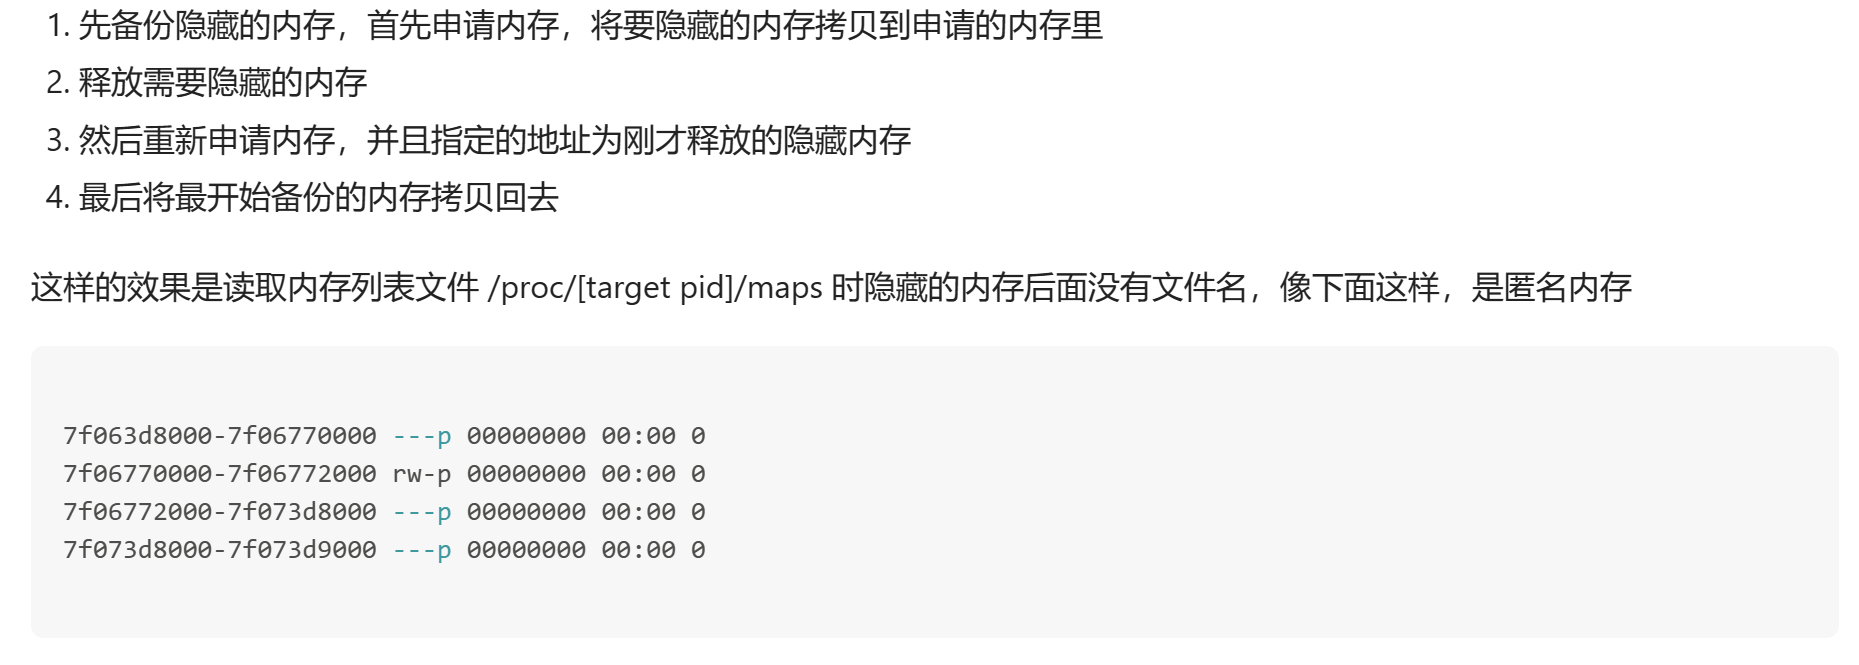 1. 先备份隐藏的内存，首先申请内存，将要隐藏的内存拷贝到申请的内存里
2. 释放需要隐藏的内存
3. 然后重新申请内存，并且指定的地址为刚才释放的隐藏内存
4. 最后将最开始备份的内存拷贝回去
这样的效果是读取内存列表文件 /proc/[target pid]/maps 时隐藏的内存后面没有文件名，像下面这样，是匿名内存
7f063d8000-7f06770000 ---p 00000000 00:00 0
7f06770000-7f06772000 rw-p 00000000 00:00 0
7f06772000-7f073d8000 ---p 00000000 00:00 0
7f073d8000-7f073d9000 ---p 00000000 00:00 0